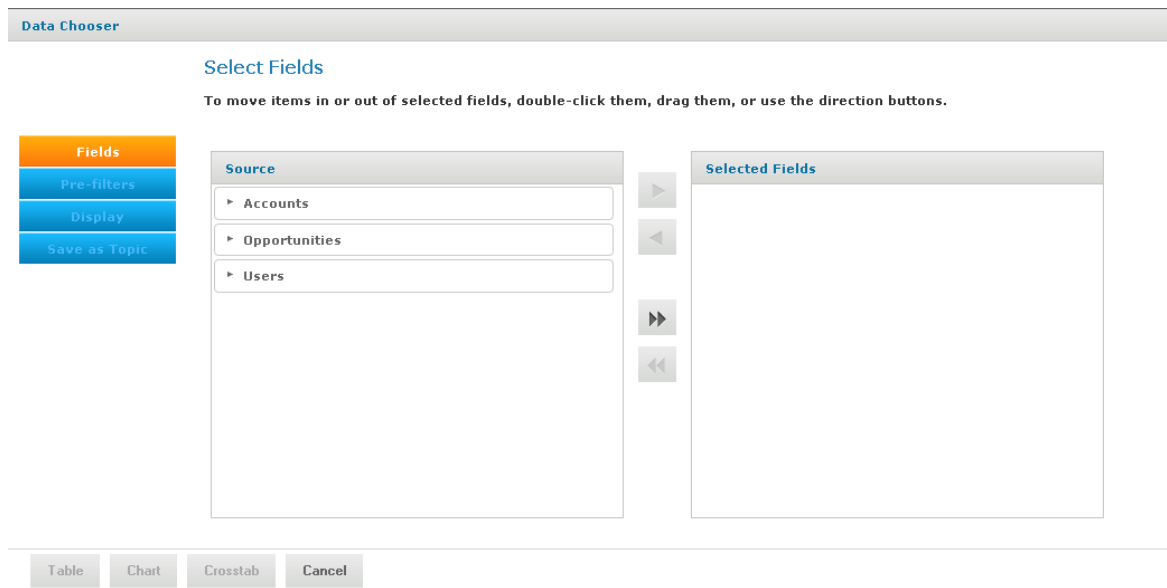 Data Chooser
Select Fields
To move items in or out of selected fields, double-click them, drag them, or use the direction buttons.
Fields
Pre-filters
Display
Save as Topic
Source
Accounts
Opportunities
Users
Selected Fields
Table Chart Crosstab Cancel